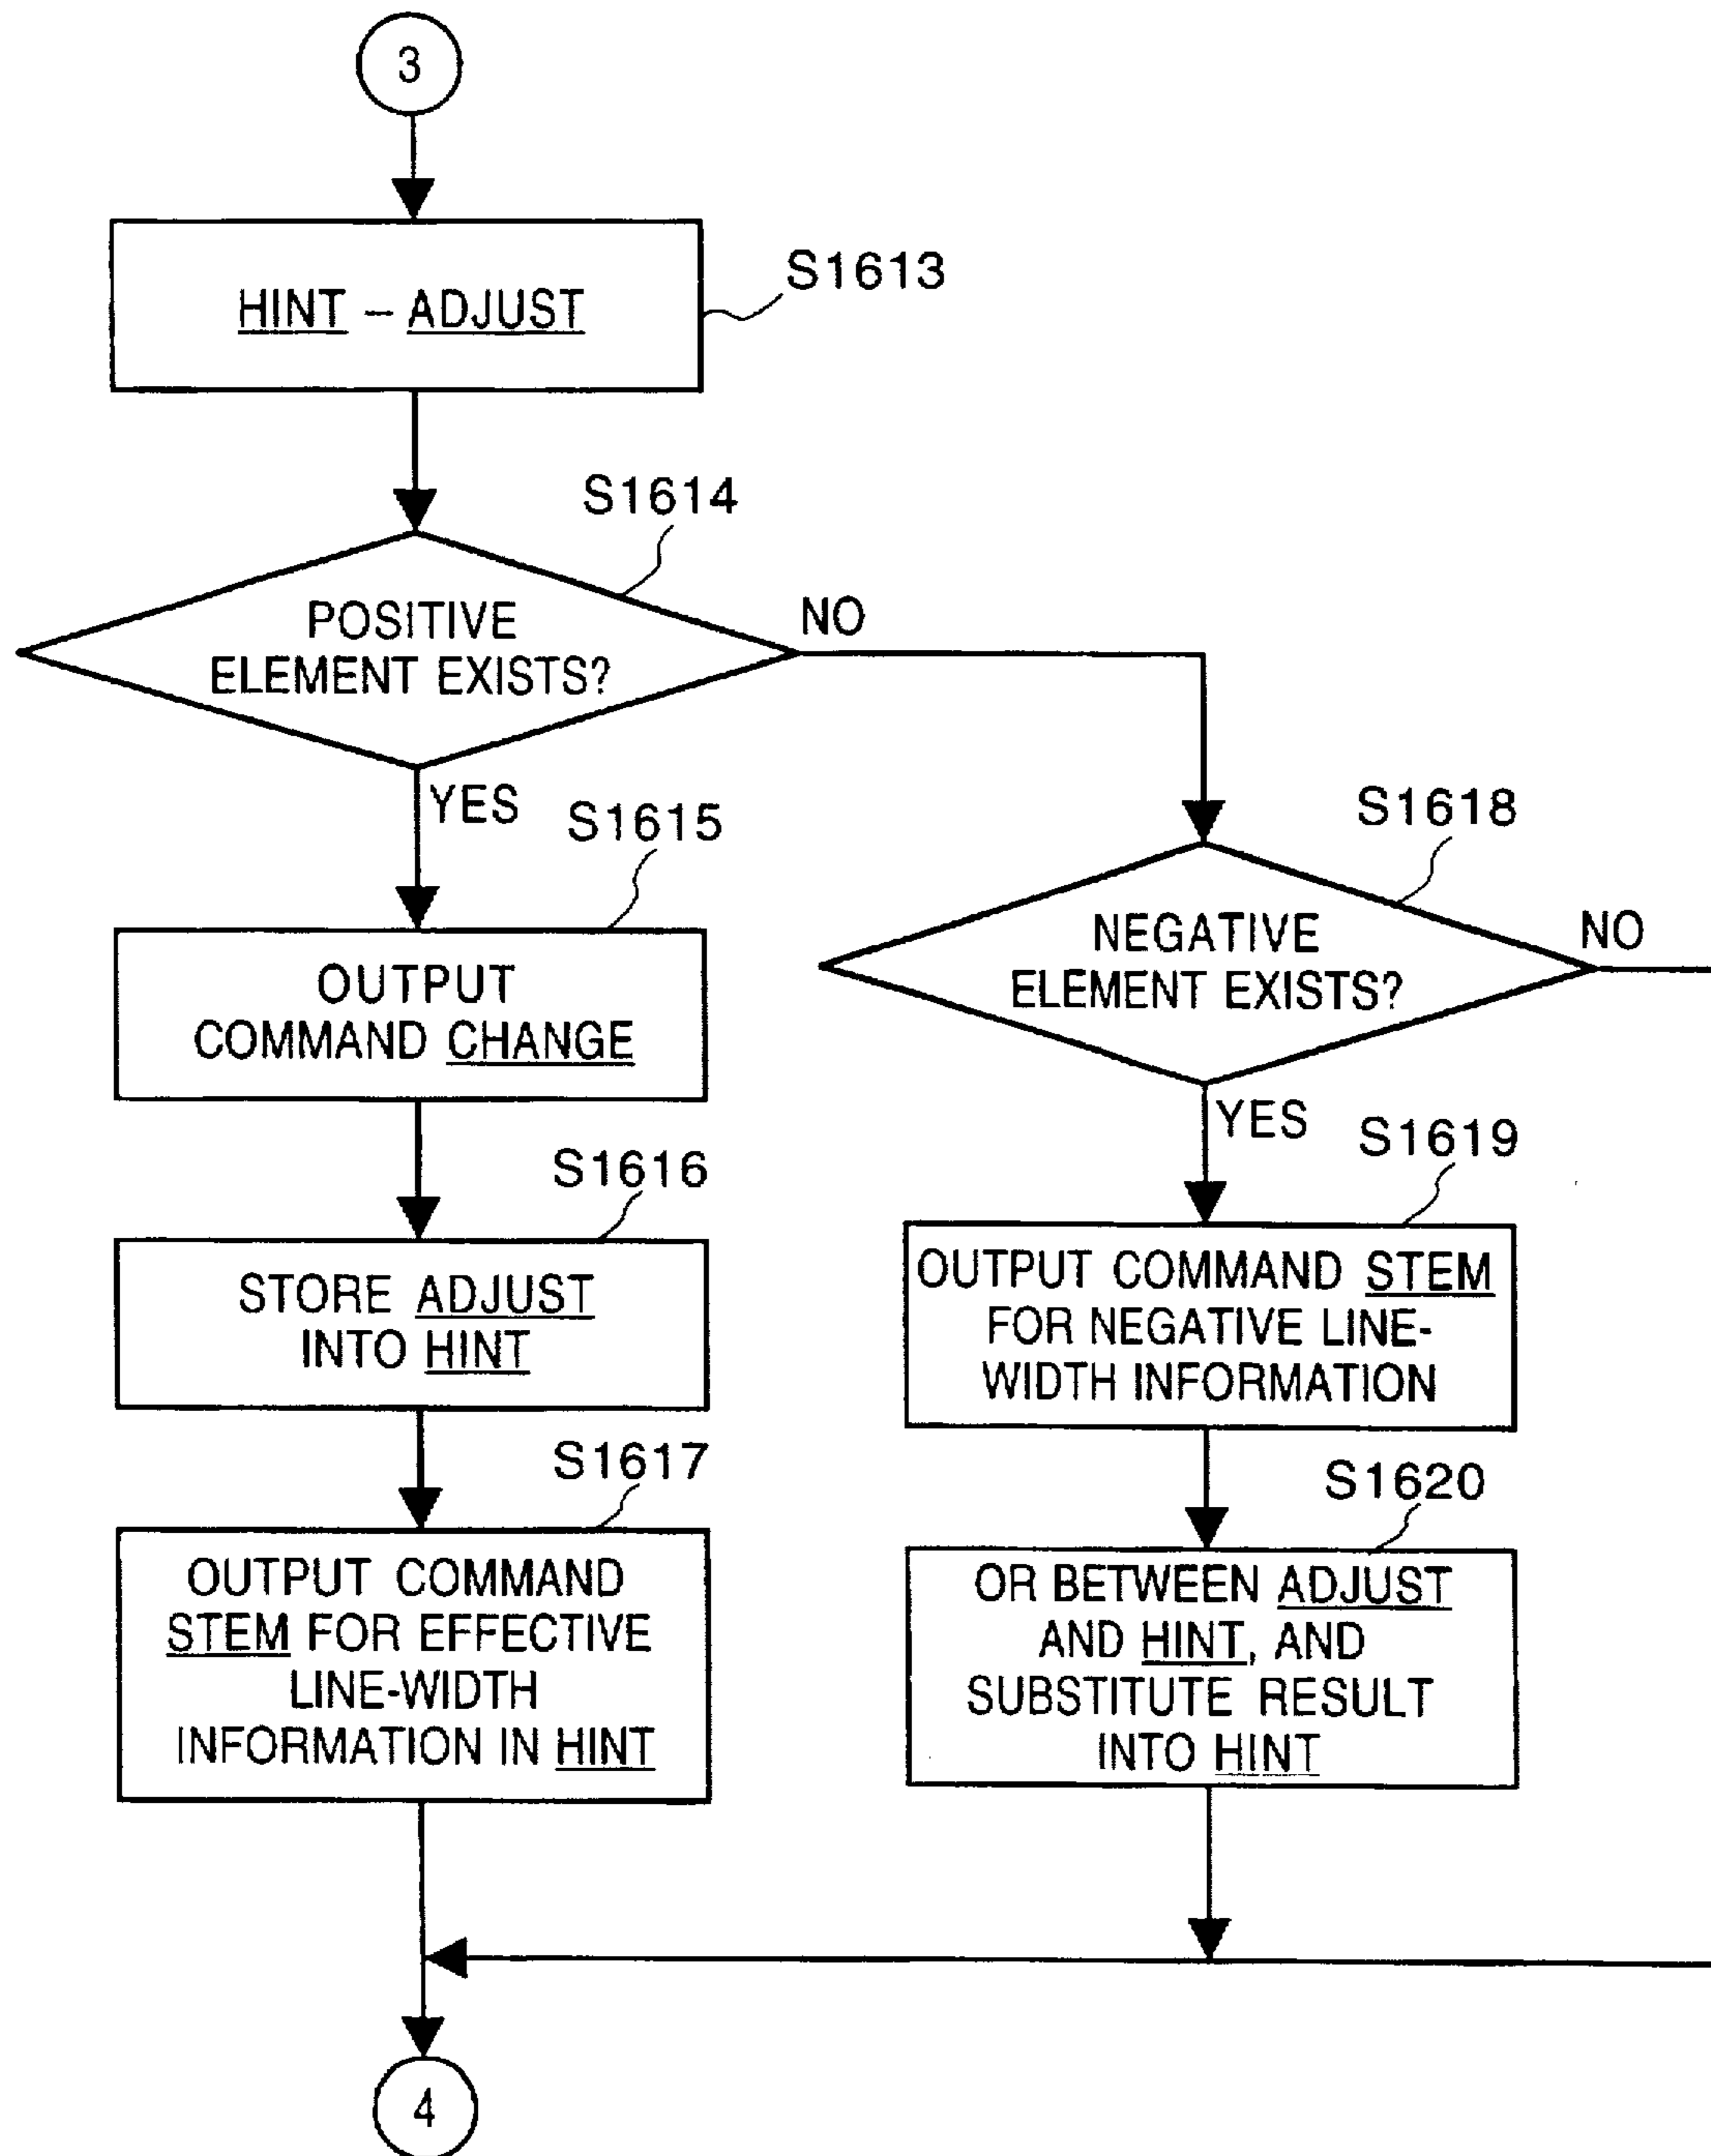 3
HINT – ADJUST
S1613
S1614
POSITIVE
ELEMENT EXISTS?
NO
YES
S1615
OUTPUT
COMMAND CHANGE
S1616
STORE ADJUST
INTO HINT
S1617
OUTPUT COMMAND
STEM FOR EFFECTIVE
LINE-WIDTH
INFORMATION IN HINT
S1618
NEGATIVE
ELEMENT EXISTS?
NO
YES
S1619
OUTPUT COMMAND STEM
FOR NEGATIVE LINE-
WIDTH INFORMATION
S1620
OR BETWEEN ADJUST
AND HINT, AND
SUBSTITUTE RESULT
INTO HINT
4